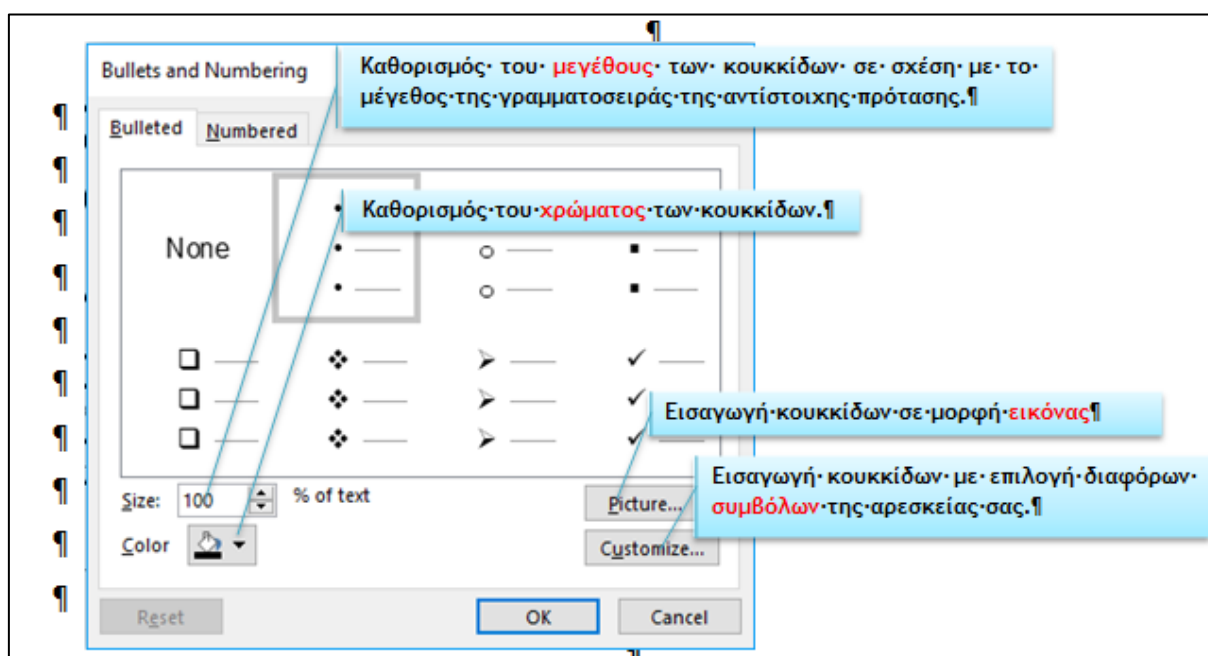 ¶
Bullets and Numbering
Καθορισμός· του· μεγέθους· των· κουκκίδων· σε· σχέση· με· το·
μέγεθος·της·γραμματοσειράς·της·αντίστοιχης·πρότασης.¶
¶
Bulleted Numbered
¶
¶
Καθορισμός·του·χρώματος·των·κουκκίδων.¶
None
¶
¶
¶
¶
Εισαγωγή·κουκκίδων·σε·μορφή·εικόνας¶
Εισαγωγή· κουκκίδων· με· επιλογή· διαφόρων·
συμβόλων·της·αρεσκείας·σας.¶
¶
Size: 100 % of text
Picture...
¶
Color
Customize...
¶
Reset OK Cancel